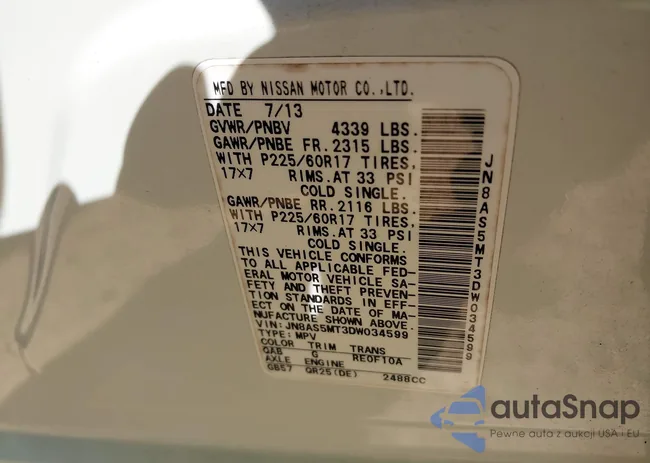 MFD BY NISSAN MOTOR CO.,LTD.
DATE 7/13
GVWR/PNBV 4339 LBS.
GAWR/PNBE FR. 2315 LBS.
WITH P225/60R17 TIRES,
17X7 RIMS.AT 33 PSI
COLD SINGLE.
GAWR/PNBE RR. 2116 LBS.
WITH P225/60R17 TIRES,
17X7 RIMS.AT 33 PSI
COLD SINGLE.
THIS VEHICLE CONFORMS
TO ALL APPLICABLE FED-
ERAL MOTOR VEHICLE SA-
FETY AND THEFT PREVEN-
TION STANDARDS IN EFF-
ECT ON THE DATE OF MA-
NUFACTURE SHOWN ABOVE.
VIN: JN8AS5MT3DW034599
TYPE: MPV
COLOR TRIM TRANS
QAB G RE0F10A
AXLE ENGINE
GB57 QR25(DE) 2488CC
JN8AS5MT3DW034599
autaSnap
Pewne auta z aukcji USA i EU